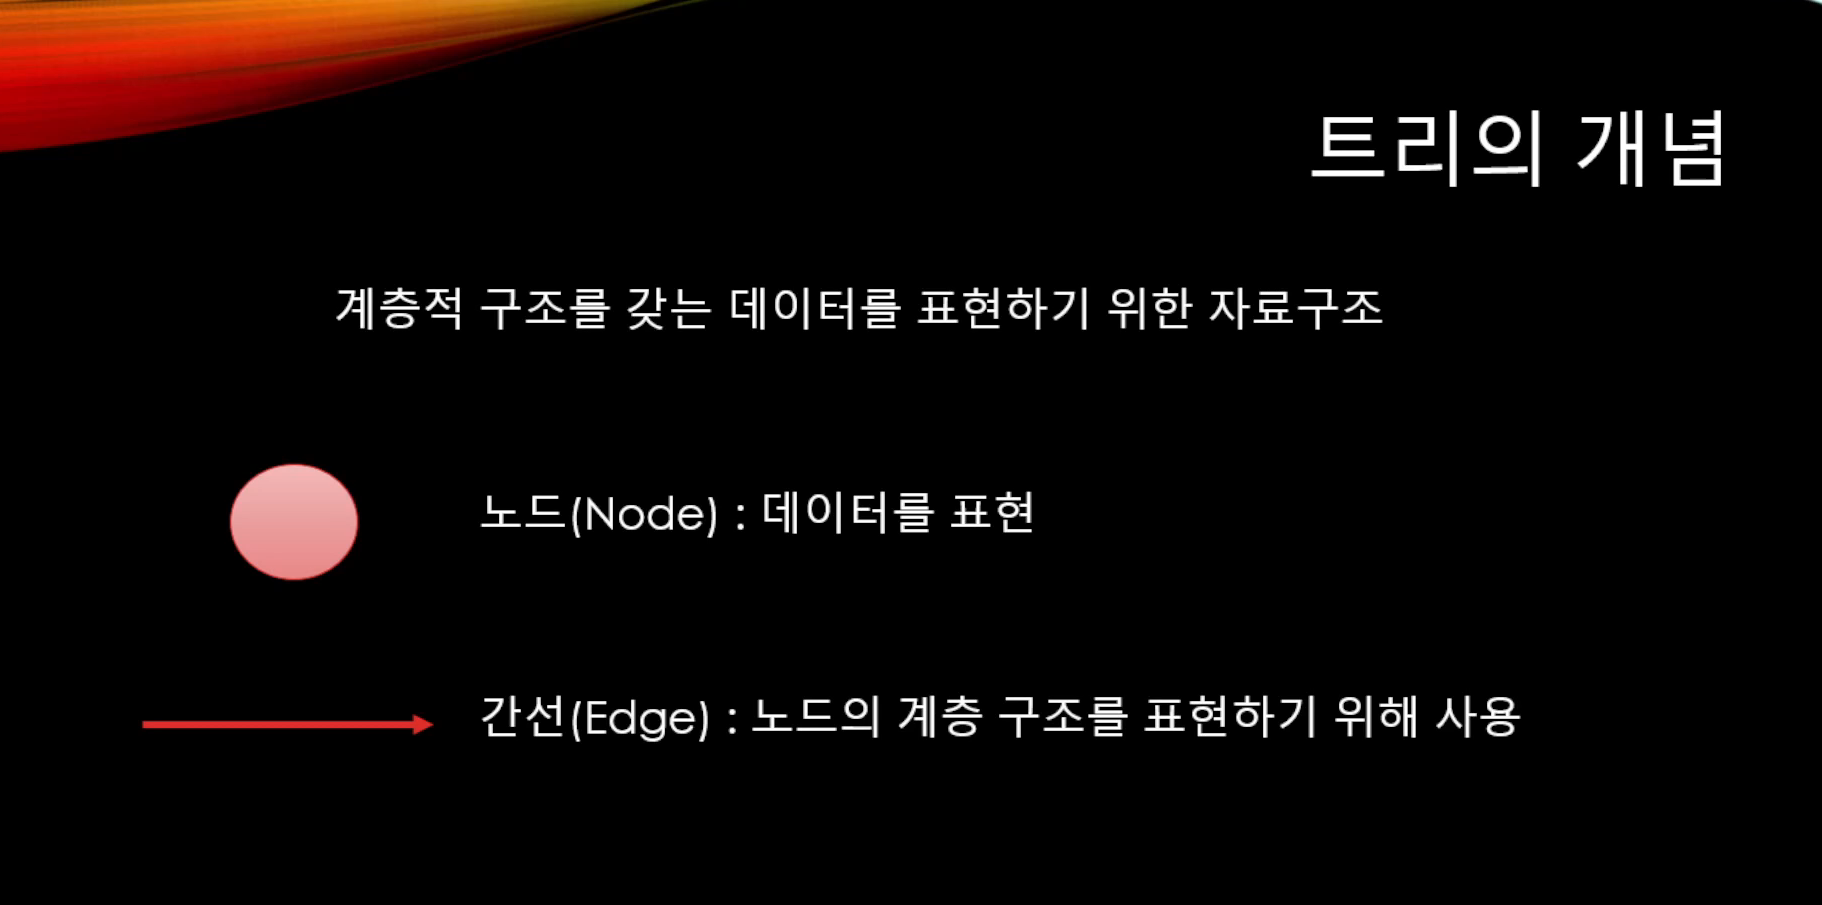 트리의 개념
계층적 구조를 갖는 데이터를 표현하기 위한 자료구조
노드(Node) : 데이터를 표현
간선(Edge) : 노드의 계층 구조를 표현하기 위해 사용